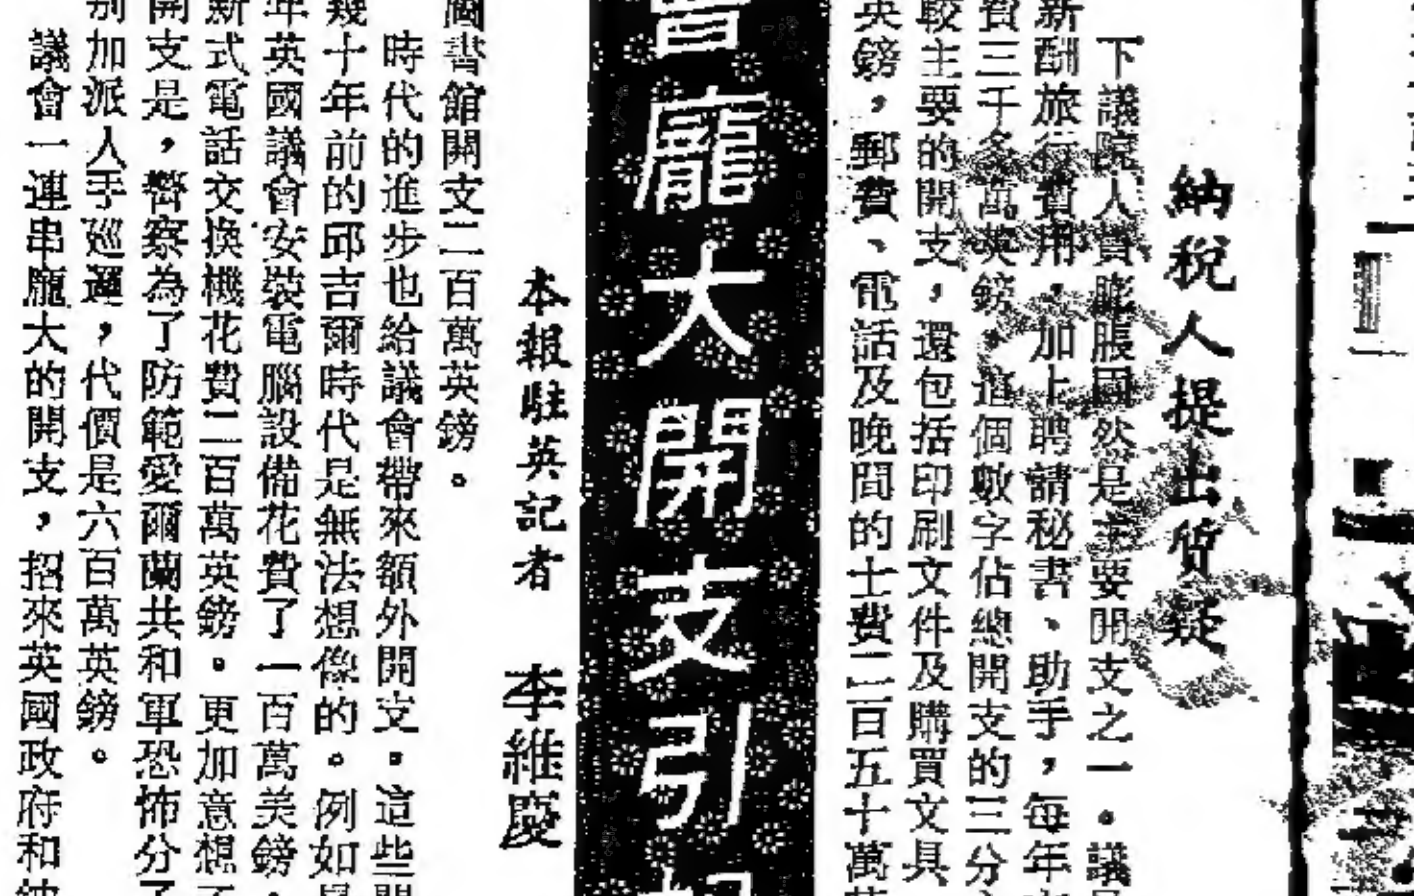 納稅人提出質疑
下議院人員膨脹固然是主要開支之一。議
新酬旅行費用,加上聘請秘書、助手,每年
費三千多萬英鎊,這個數字佔總開支的三分
較主要的開支,還包括印刷文件及購買文具
英鎊,郵費、電話及晚間的士費二百五十萬
會龐大開支引
本報駐英記者 李維慶
圖書館開支二百萬英鎊。
時代的進步也給議會帶來額外開支。這些開
幾十年前的邱吉爾時代是無法想像的。例如
年英國議會安裝電腦設備花費了一百萬英鎊,
新式電話交換機花費二百萬英鎊。更加意想不
開支是,警察為了防範愛爾蘭共和軍恐怖分子
別加派人手巡邏,代價是六百萬英鎊。
議會一連串龐大的開支,招來英國政府和納